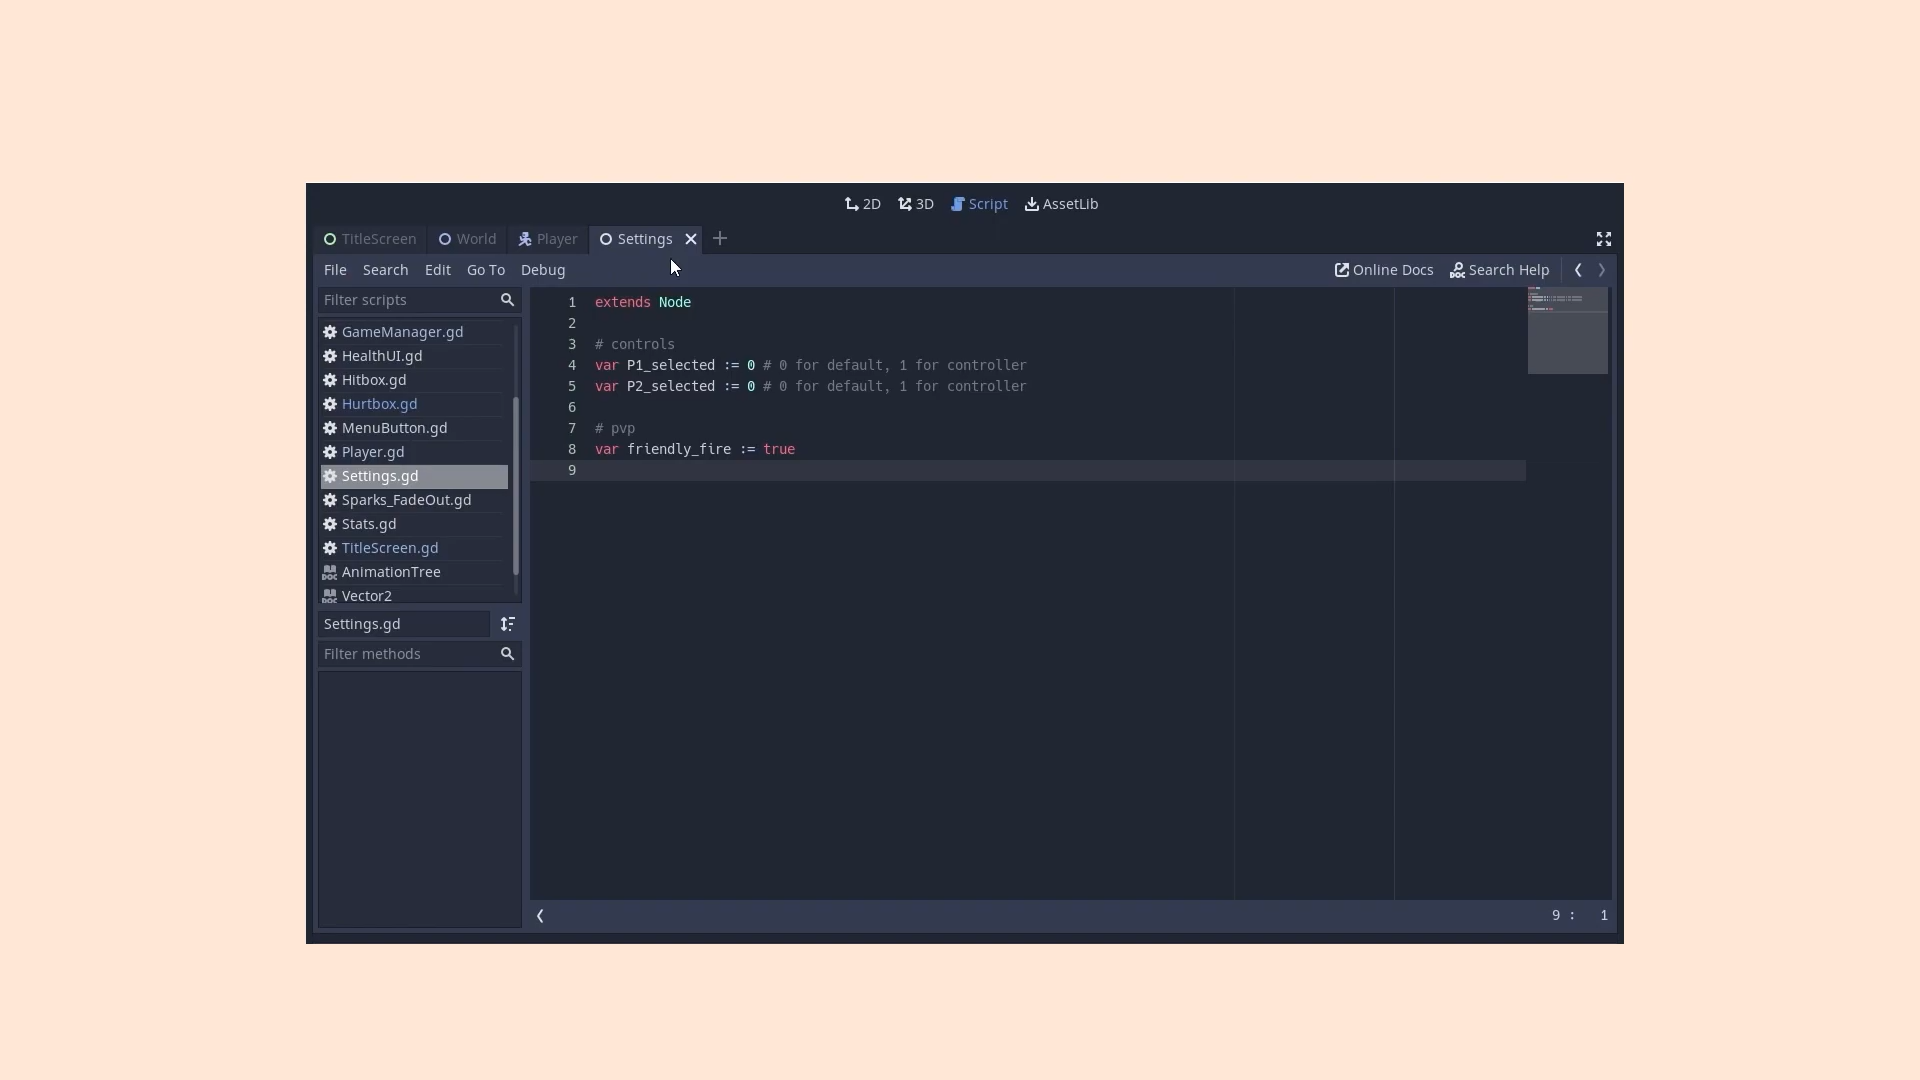 2D 3D Script AssetLib
TitleScreen World Player Settings
File Search Edit Go To Debug Online Docs Search Help
Filter scripts
GameManager.gd
HealthUI.gd
Hitbox.gd
Hurtbox.gd
MenuButton.gd
Player.gd
Settings.gd
Sparks_FadeOut.gd
Stats.gd
TitleScreen.gd
AnimationTree
Vector2
Settings.gd
Filter methods
1 extends Node
2
3 # controls
4 var P1_selected := 0 # 0 for default, 1 for controller
5 var P2_selected := 0 # 0 for default, 1 for controller
6
7 # pvp
8 var friendly_fire := true
9
9 : 1